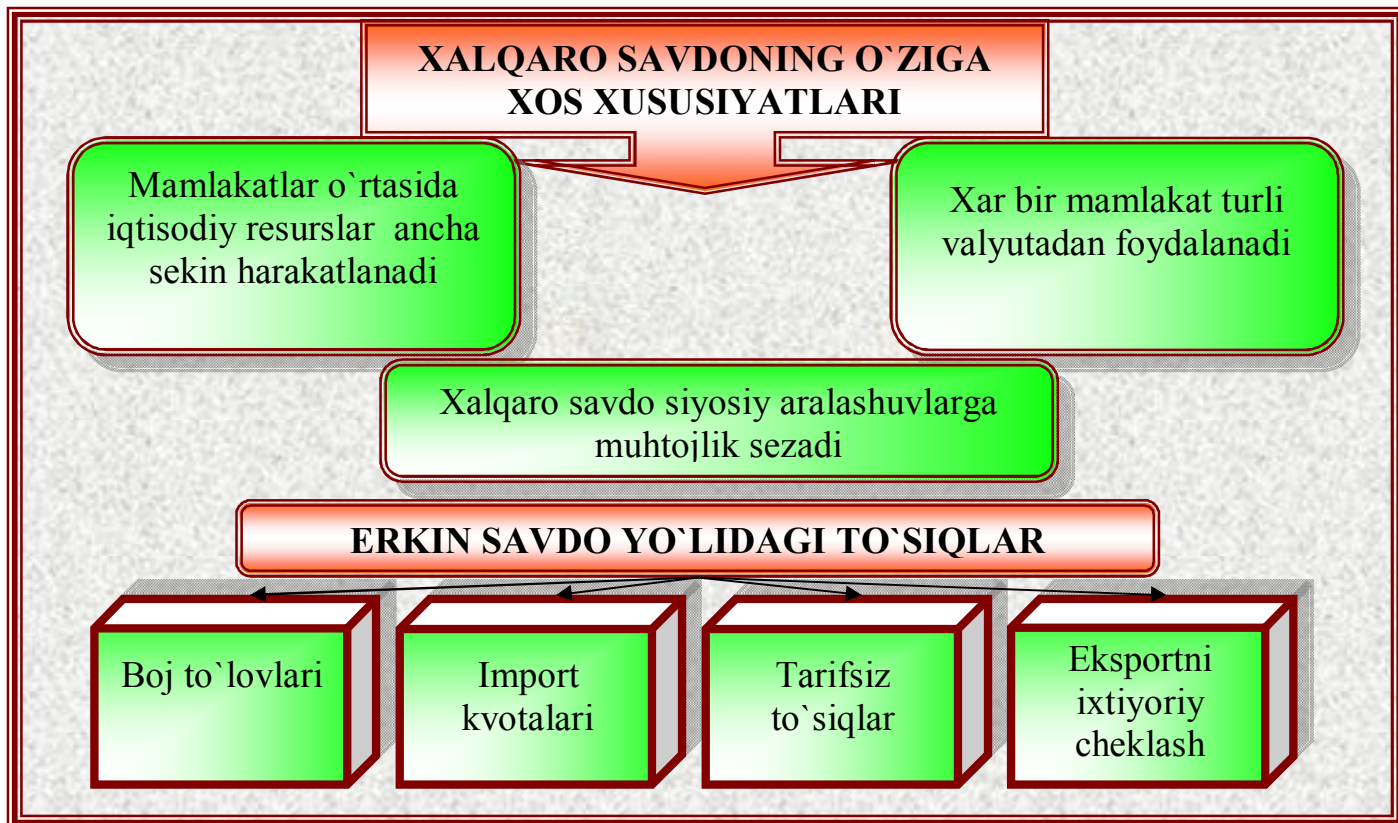 XALQARO SAVDONING O`ZIGA
XOS XUSUSIYATLARI
Mamlakatlar o`rtasida
iqtisodiy resurslar ancha
sekin harakatlanadi
Xar bir mamlakat turli
valyutadan foydalanadi
Xalqaro savdo siyosiy aralashuvlarga
muhtojlik sezadi
ERKIN SAVDO YO`LIDAGI TO`SIQLAR
Boj to`lovlari
Import
kvotalari
Tarifsiz
to`siqlar
Eksportni
ixtiyoriy
cheklash